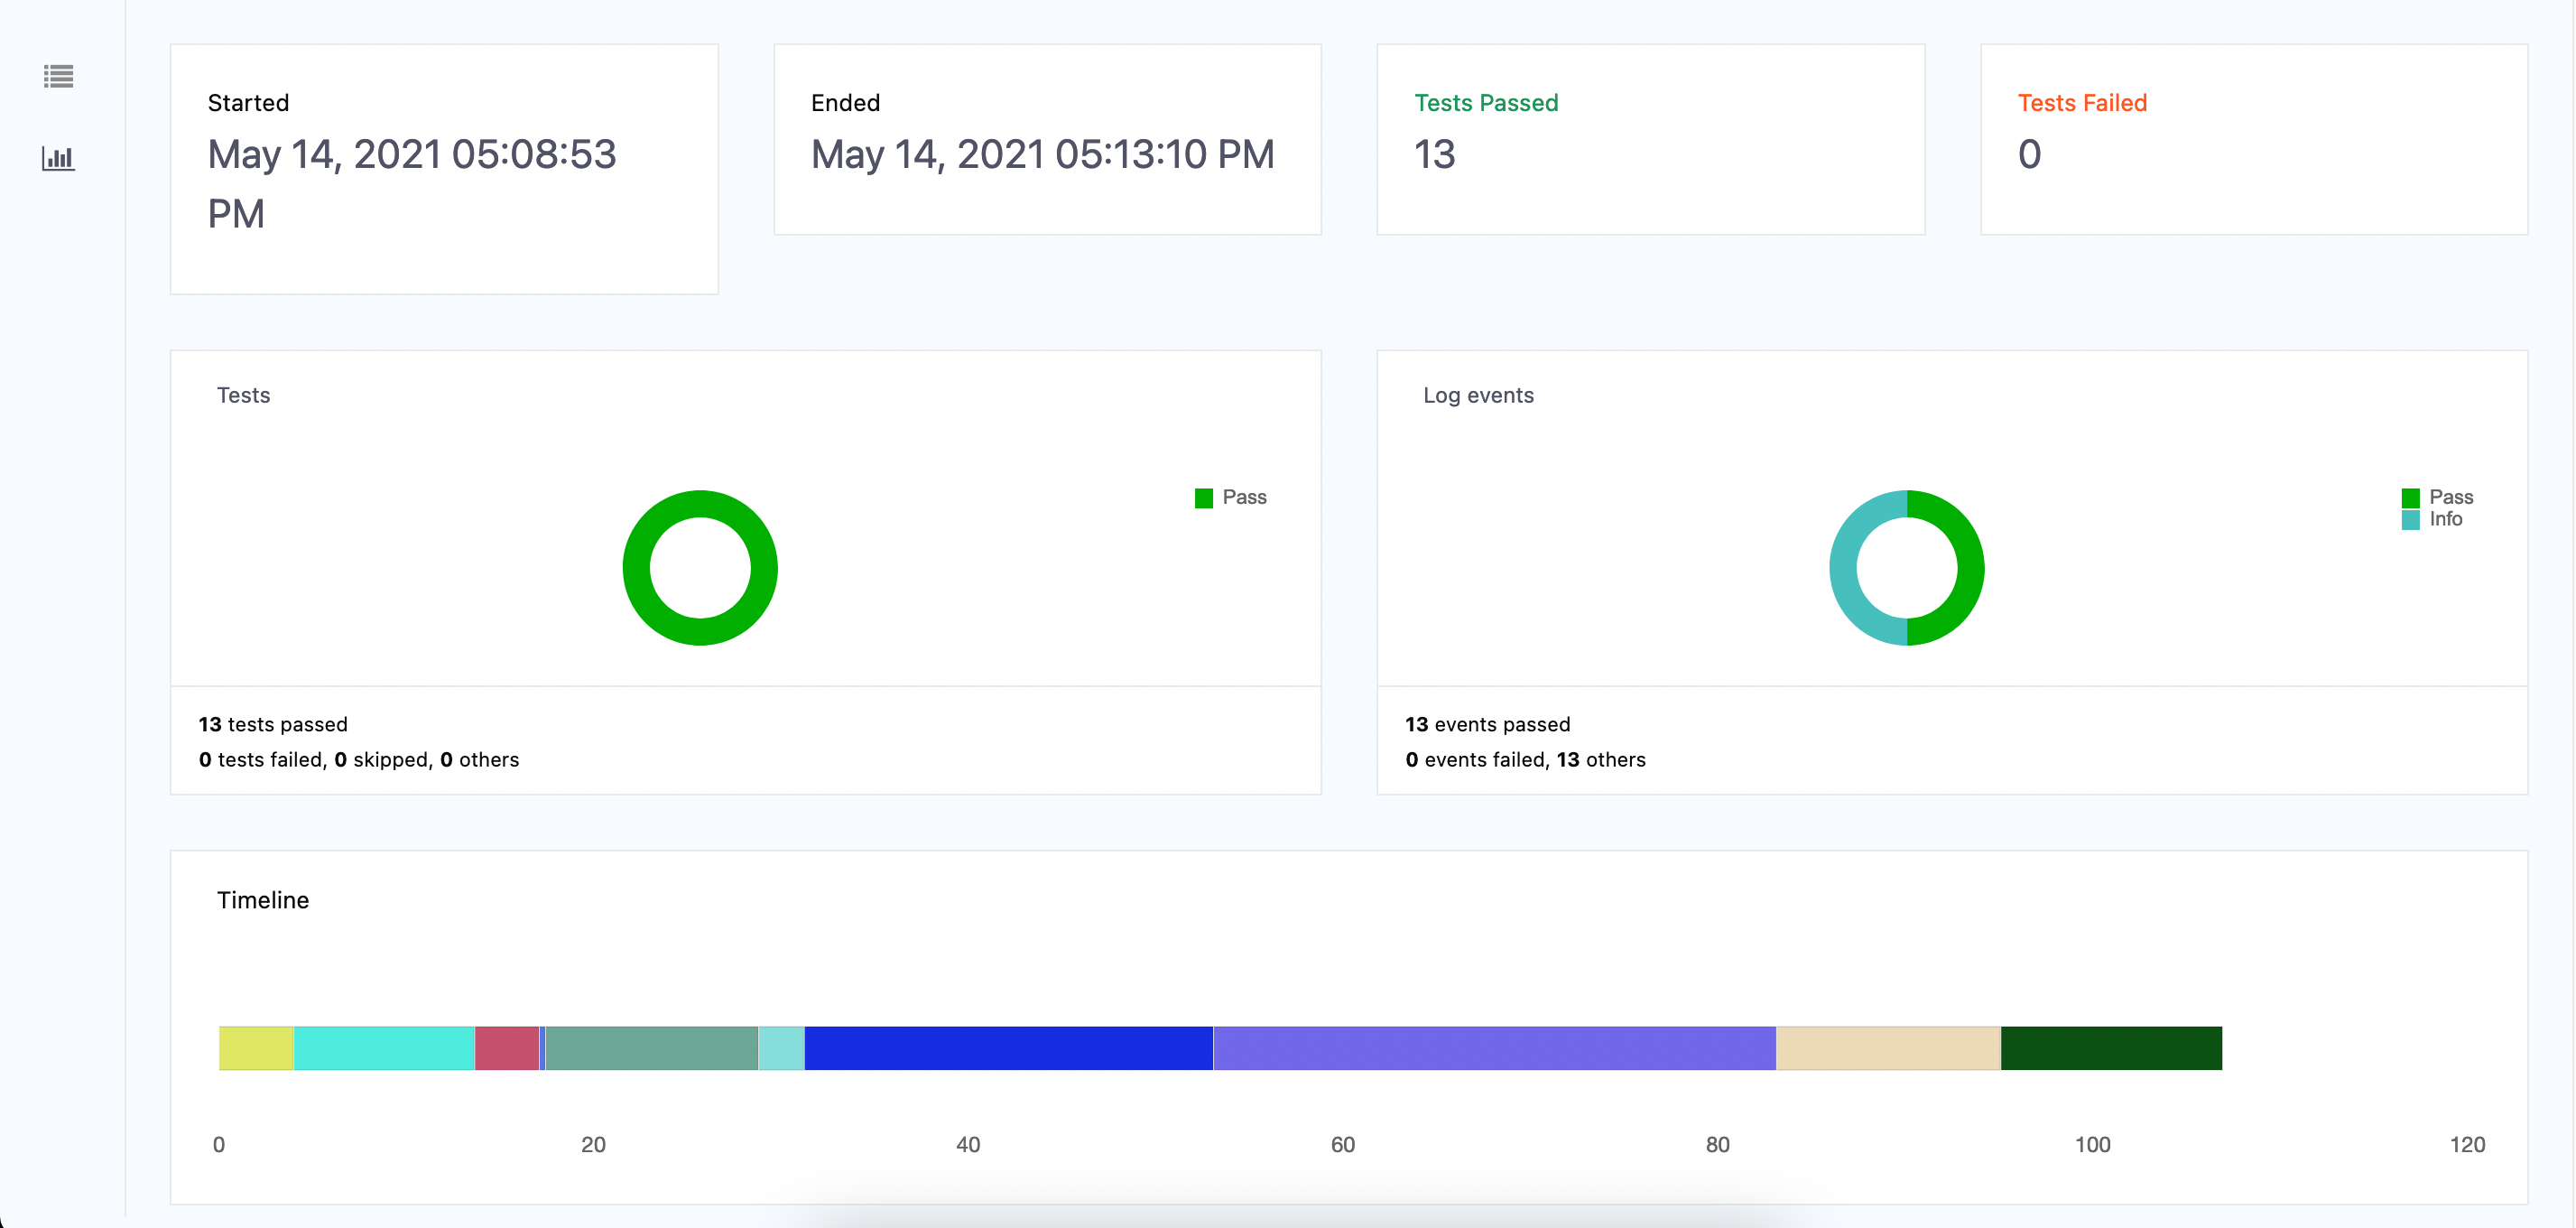 Started
May 14, 2021 05:08:53
PM
Ended
May 14, 2021 05:13:10 PM
Tests Passed
13
Tests Failed
0
Tests
Pass
13 tests passed
0 tests failed, 0 skipped, 0 others
Log events
Pass
Info
13 events passed
0 events failed, 13 others
Timeline
0 20 40 60 80 100 120